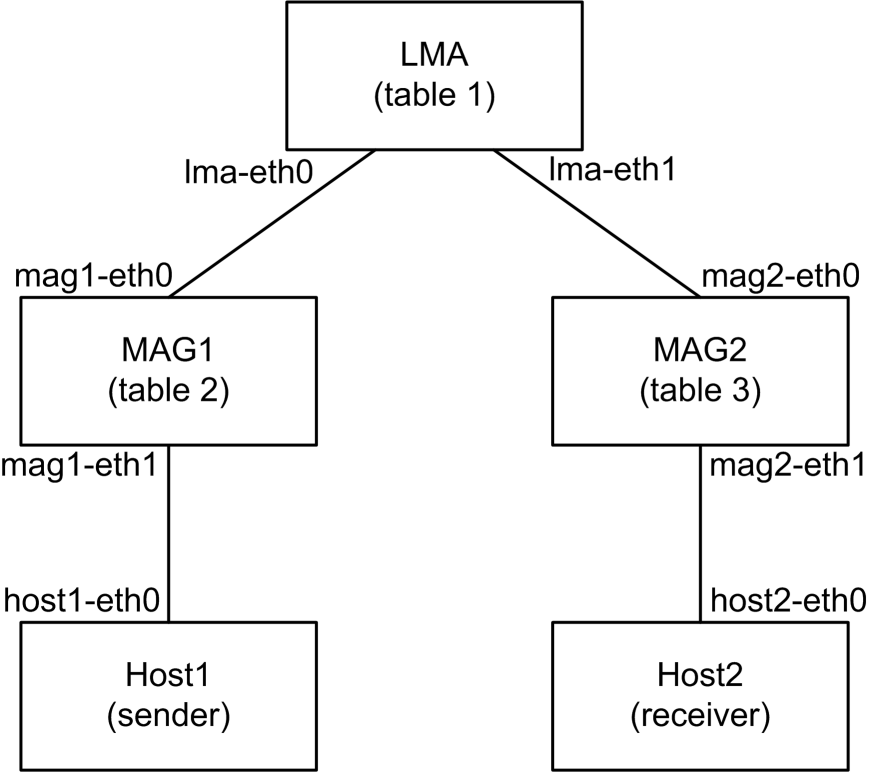 LMA
(table 1)
lma-eth0
lma-eth1
mag1-eth0
mag2-eth0
MAG1
(table 2)
MAG2
(table 3)
mag1-eth1
mag2-eth1
host1-eth0
host2-eth0
Host1
(sender)
Host2
(receiver)